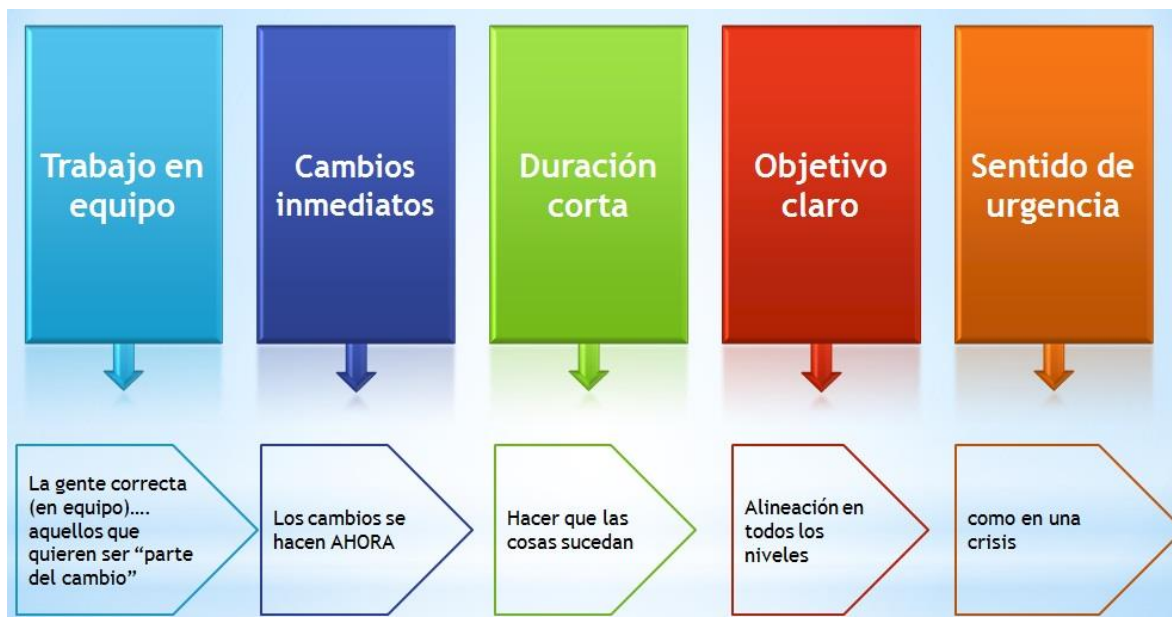 Trabajo en
equipo
Cambios
inmediatos
Duración
corta
Objetivo
claro
Sentido de
urgencia
La gente correcta
(en equipo)....
aquellos que
quieren ser “parte
del cambio”
Los cambios se
hacen AHORA
Hacer que las
cosas sucedan
Alineación en
todos los
niveles
como en una
crisis